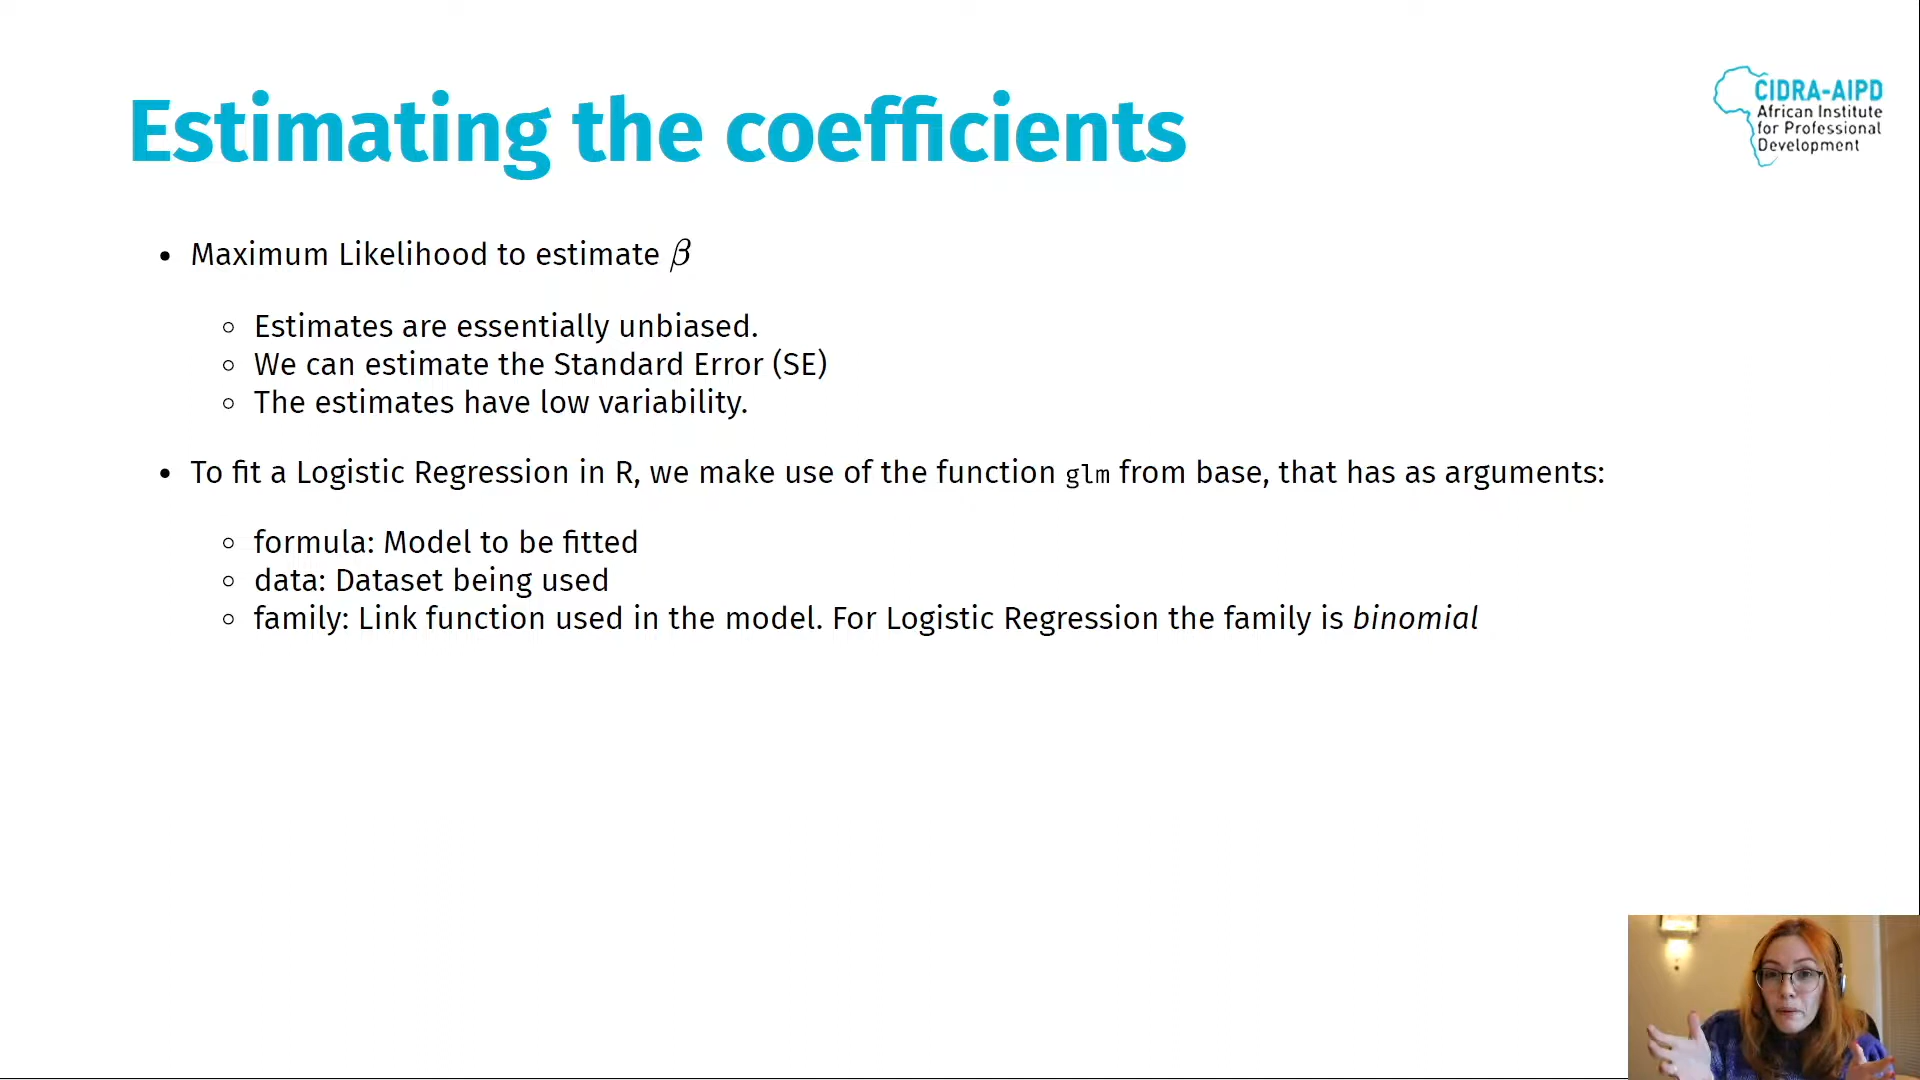 Estimating the coefficients
CIDRA-AIPD
African Institute
for Professional
Development
• Maximum Likelihood to estimate β
◦ Estimates are essentially unbiased.
◦ We can estimate the Standard Error (SE)
◦ The estimates have low variability.
• To fit a Logistic Regression in R, we make use of the function glm from base, that has as arguments:
◦ formula: Model to be fitted
◦ data: Dataset being used
◦ family: Link function used in the model. For Logistic Regression the family is binomial